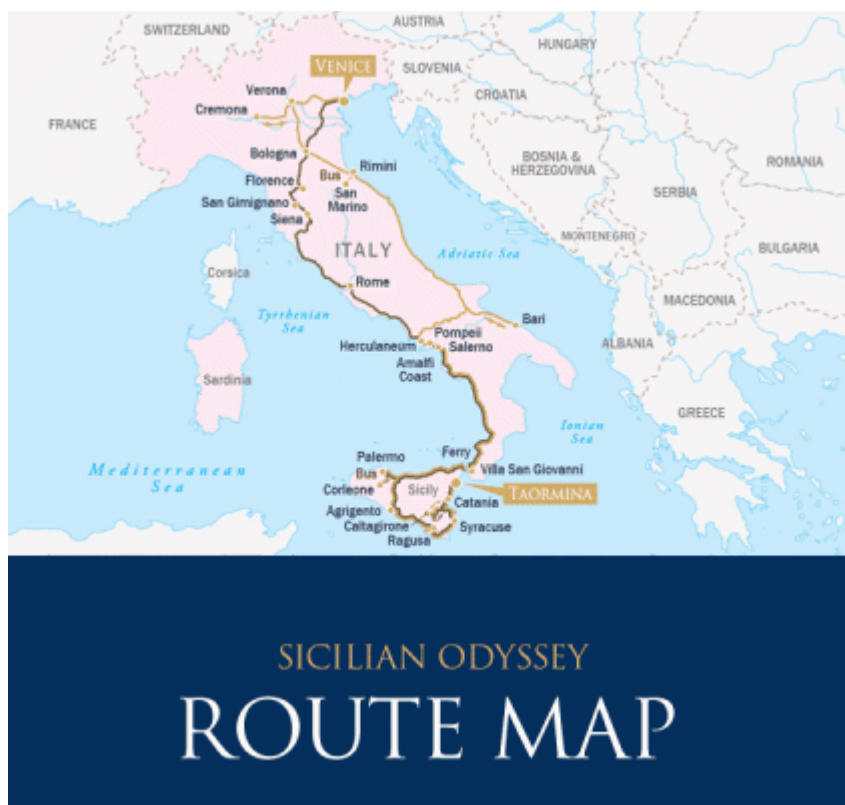 SWITZERLAND
AUSTRIA
HUNGARY
VENICE
SLOVENIA
CROATIA
Verona
Cremona
FRANCE
Bologna
Rimini
BOSNIA &
HERZEGOVINA
ROMANIA
Florence
Bus
San
Marino
SERBIA
San Gimignano
Siena
ITALY
MONTENEGRO
Adriatic Sea
BULGARIA
Corsica
Rome
MACEDONIA
Tyrrhenian
Sea
Bari
Pompeii
Herculaneum
Salerno
ALBANIA
Amalfi
Coast
Sardinia
GREECE
Ionian
Sea
Palermo
Ferry
Mediterranean
Sea
Bus
Villa San Giovanni
Corleone
Sicily
TAORMINA
Catania
Agrigento
Caltagirone
Syracuse
Ragusa
SICILIAN ODYSSEY
ROUTE MAP